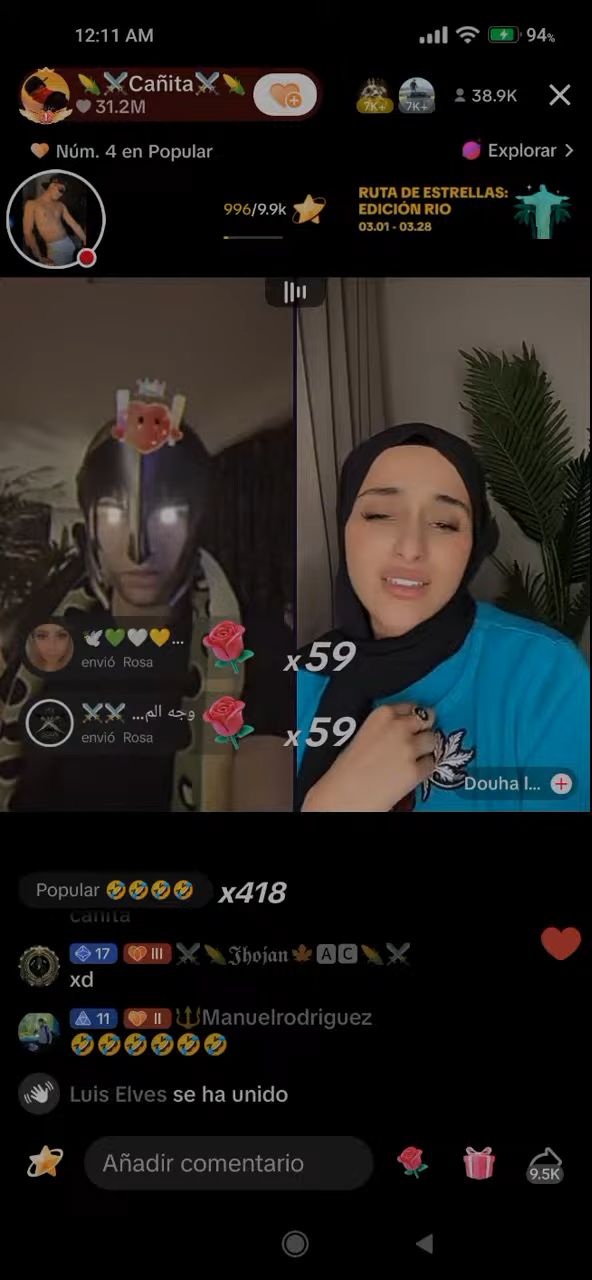 12:11 AM
94%
🌽⚔️Cañita⚔️🌽
31.2M
7K+
7K+
38.9K
Núm. 4 en Popular
Explorar
996/9.9k
RUTA DE ESTRELLAS:
EDICIÓN RIO
03.01 - 03.28
🕊💚🤍💛...
envió Rosa
x59
⚔️⚔️ وجه الم...
envió Rosa
x59
Douha l...
Popular 🤣🤣🤣🤣 x418
cañita
17 III ⚔️🌽𝕵𝖍𝖔𝖏𝖆𝖓🍁🄰🄲🌽⚔️
xd
11 II 🔱Manuelrodriguez
🤣🤣🤣🤣🤣🤣
Luis Elves se ha unido
Añadir comentario
9.5K